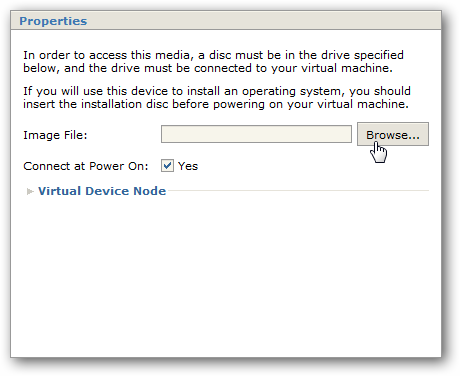 Properties
In order to access this media, a disc must be in the drive specified
below, and the drive must be connected to your virtual machine.
If you will use this device to install an operating system, you should
insert the installation disc before powering on your virtual machine.
Image File: Browse...
Connect at Power On: Yes
Virtual Device Node